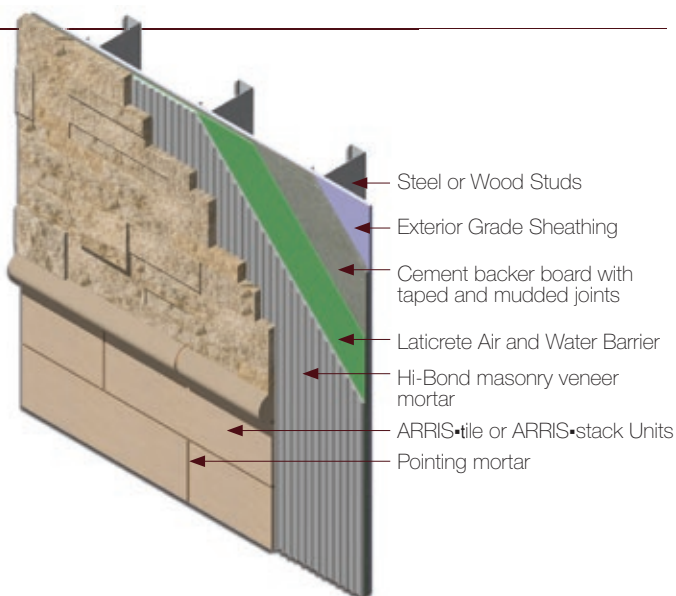 Steel or Wood Studs
Exterior Grade Sheathing
Cement backer board with
taped and mudded joints
Laticrete Air and Water Barrier
Hi-Bond masonry veneer
mortar
ARRIS▪tile or ARRIS▪stack Units
Pointing mortar